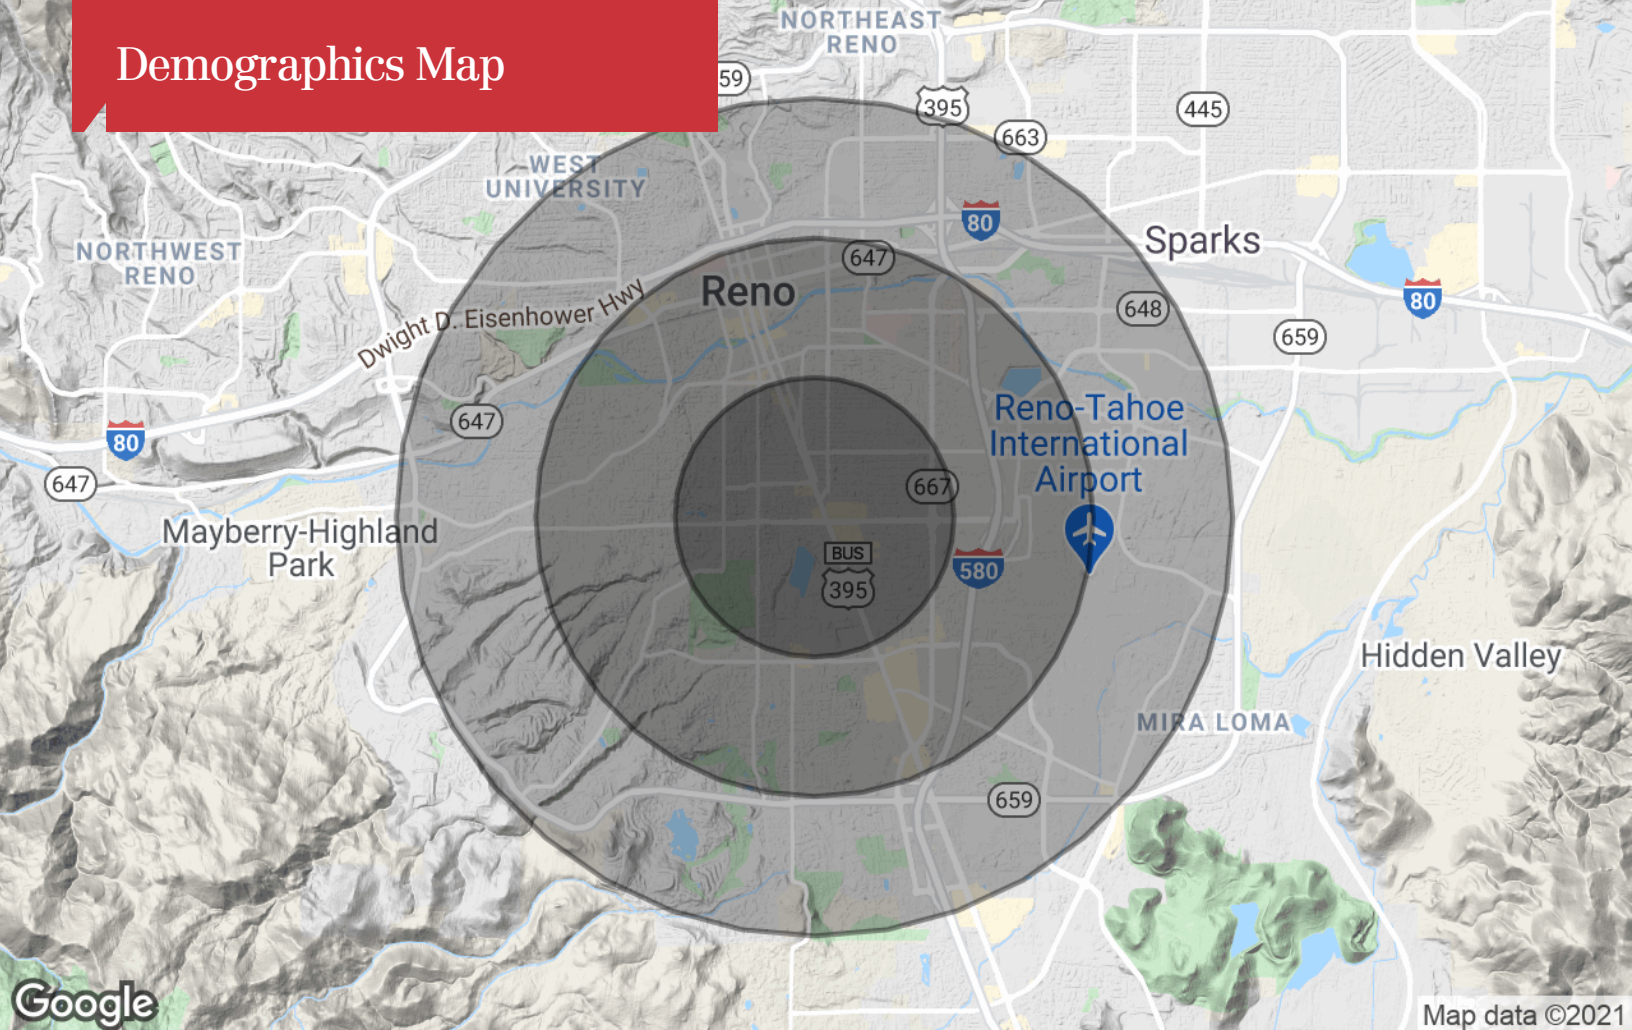 Demographics Map
NORTHEAST
RENO
59
395
663
445
WEST
UNIVERSITY
80
Sparks
NORTHWEST
RENO
647
Reno
80
648
659
Dwight D. Eisenhower Hwy
647
80
647
Reno-Tahoe
International
Airport
667
Mayberry-Highland
Park
BUS
395
580
Hidden Valley
MIRA LOMA
659
Google
Map data ©2021